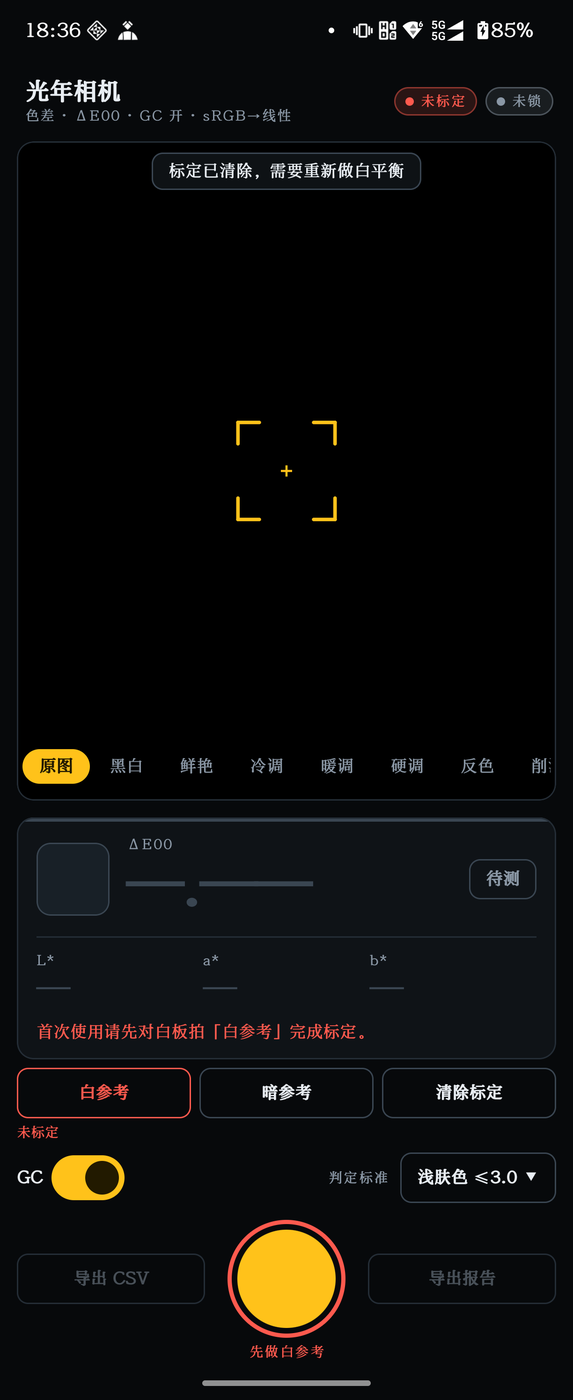 18:36 5G 5G 85%
光年相机
色差 · ΔE00 · GC 开 · sRGB→线性
未标定 未锁
标定已清除，需要重新做白平衡
原图 黑白 鲜艳 冷调 暖调 硬调 反色
ΔE00
—.——
待测
L* a* b*
— — —
首次使用请先对白板拍「白参考」完成标定。
白参考 暗参考 清除标定
未标定
GC 判定标准 浅肤色 ≤3.0 ▼
导出 CSV 导出报告
先做白参考